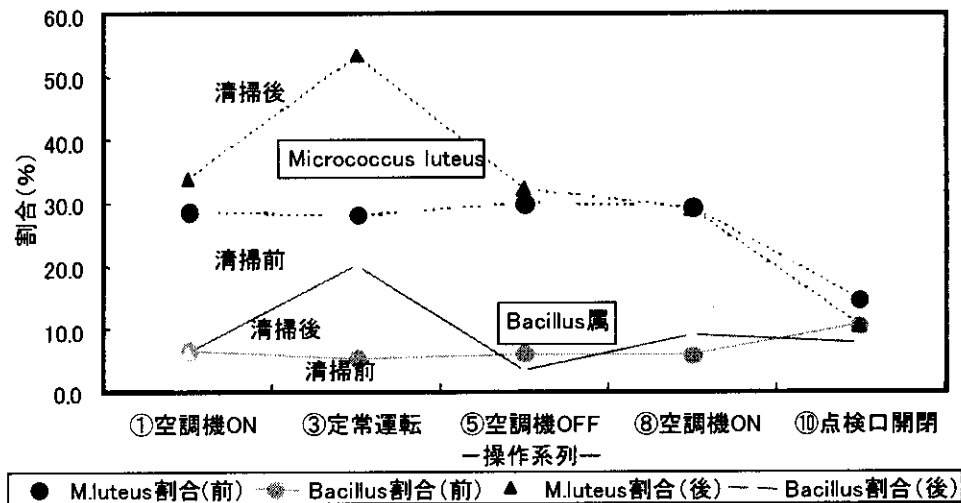 60.0
50.0
40.0
30.0
20.0
10.0
0.0
割合(%)
清掃後
Micrococcus luteus
清掃前
清掃後
Bacillus属
清掃前
①空調機ON ③定常運転 ⑤空調機OFF ⑧空調機ON ⑩点検口開閉
ー操作系列ー
M.luteus割合(前) Bacillus割合(前) M.luteus割合(後) Bacillus割合(後)